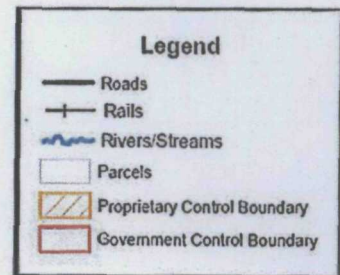 Legend
Roads
Rails
Rivers/Streams
Parcels
Proprietary Control Boundary
Government Control Boundary